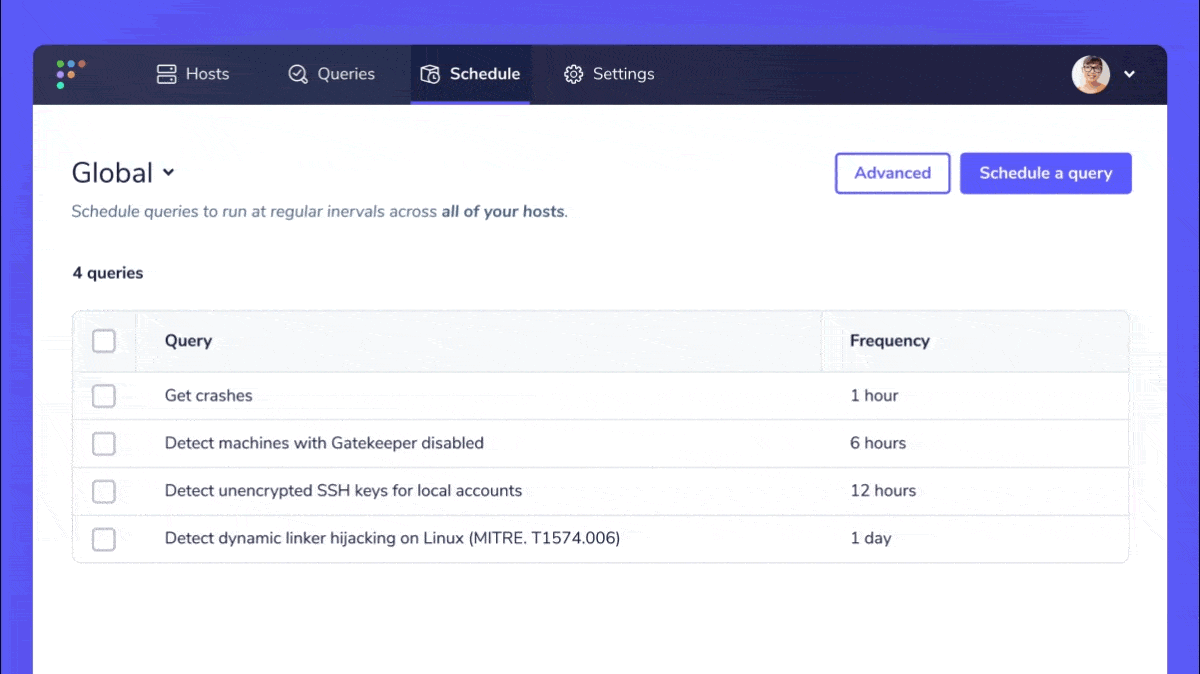 Hosts Queries Schedule Settings
Global Advanced Schedule a query
Schedule queries to run at regular inervals across all of your hosts.
4 queries
Query Frequency
Get crashes 1 hour
Detect machines with Gatekeeper disabled 6 hours
Detect unencrypted SSH keys for local accounts 12 hours
Detect dynamic linker hijacking on Linux (MITRE. T1574.006) 1 day